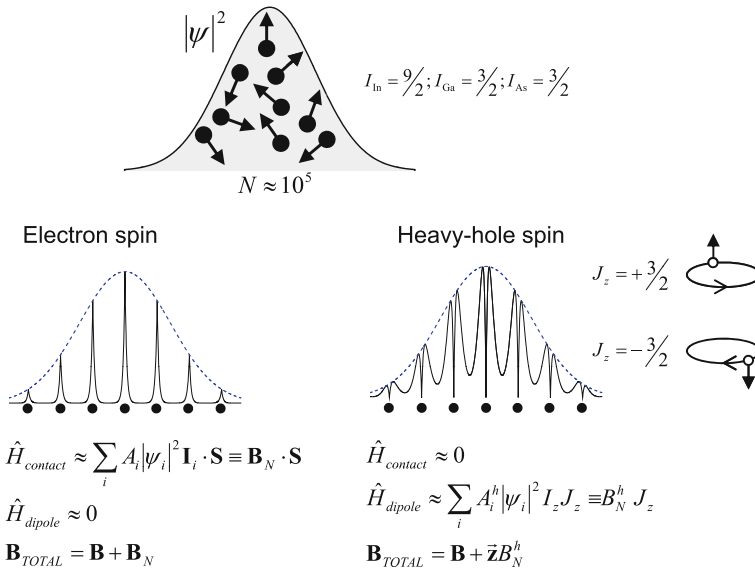 |ψ|²
I_In = 9/2; I_Ga = 3/2; I_As = 3/2
N ≈ 10⁵
Electron spin
Heavy-hole spin
J_z = +3/2
J_z = −3/2
Ĥ_contact ≈ ∑_i A_i|ψ_i|² I_i · S ≡ B_N · S
Ĥ_dipole ≈ 0
B_TOTAL = B + B_N
Ĥ_contact ≈ 0
Ĥ_dipole ≈ ∑_i A_i^h |ψ_i|² I_z J_z ≡ B_N^h J_z
B_TOTAL = B + z⃗ B_N^h